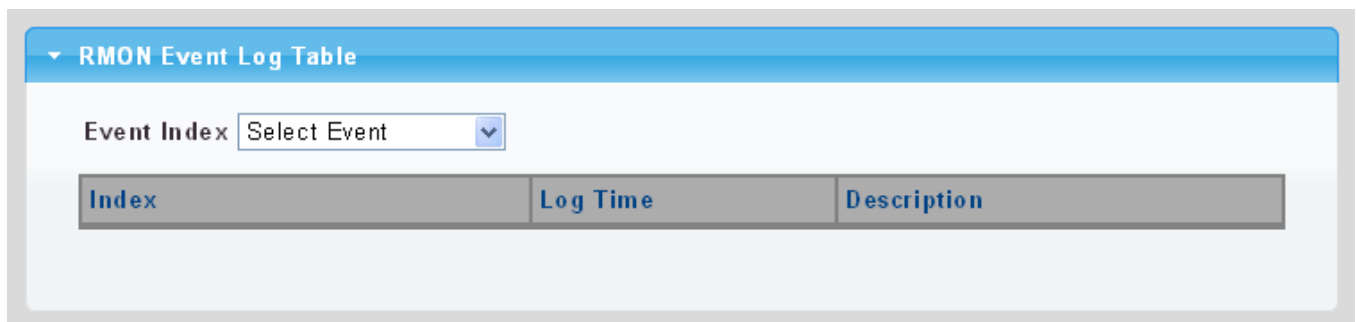 RMON Event Log Table
Event Index Select Event
Index Log Time Description